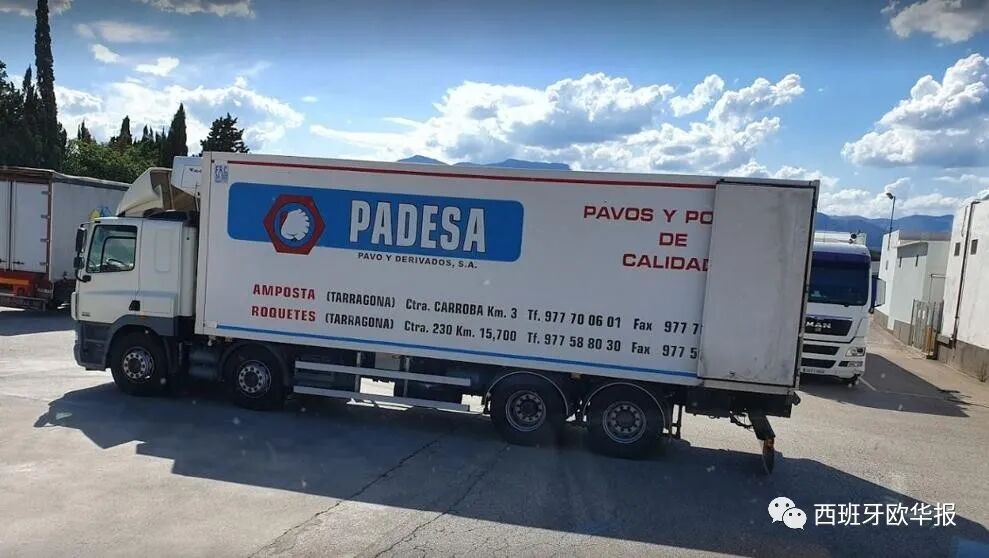 PADESA
PAVO Y DERIVADOS, S.A.
PAVOS Y PO
DE
CALIDAD
AMPOSTA (TARRAGONA) Ctra. CARROBA Km. 3 Tf. 977 70 06 01 Fax 977 7
ROQUETES (TARRAGONA) Ctra. 230 Km. 15,700 Tf. 977 58 80 30 Fax 977 5
MAN
西班牙欧华报